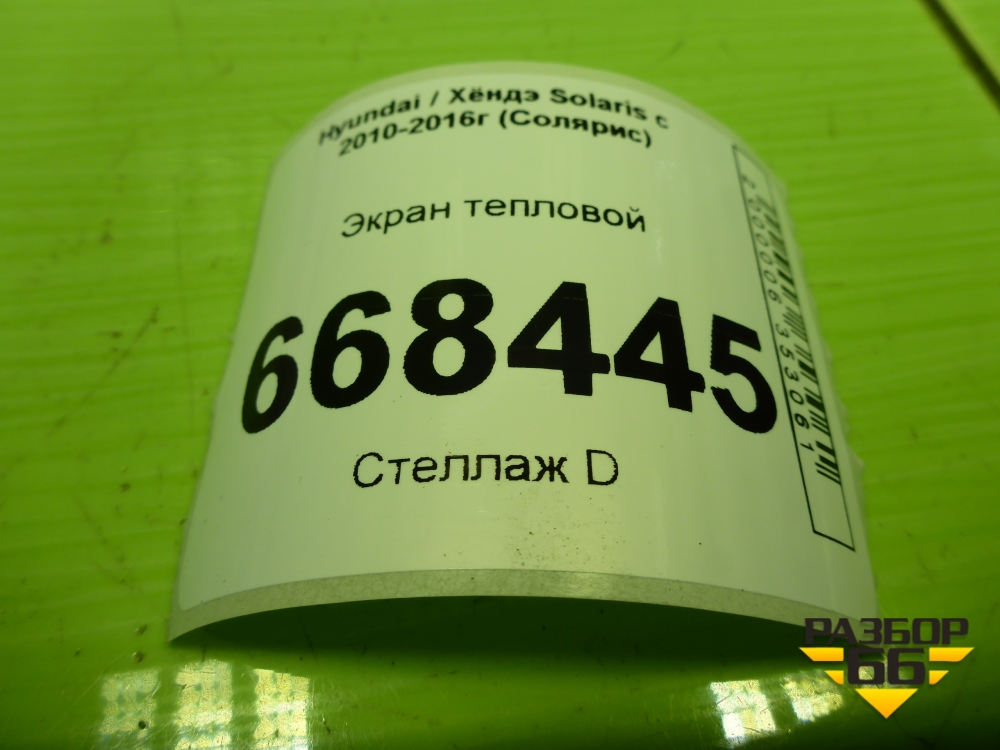 Hyundai / Хёндэ Solaris с
2010-2016г (Солярис)
Экран тепловой
668445
Стеллаж D
2000006353061
РАЗБОР
66